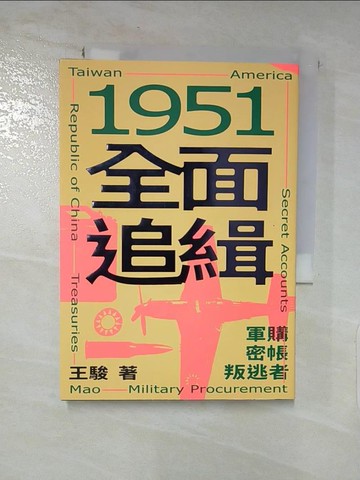 Taiwan — America
1951
全面
追緝
Republic of China — Treasuries —
Secret Accounts
軍購
密帳
叛逃者
王駿 著
Mao — Military Procurement